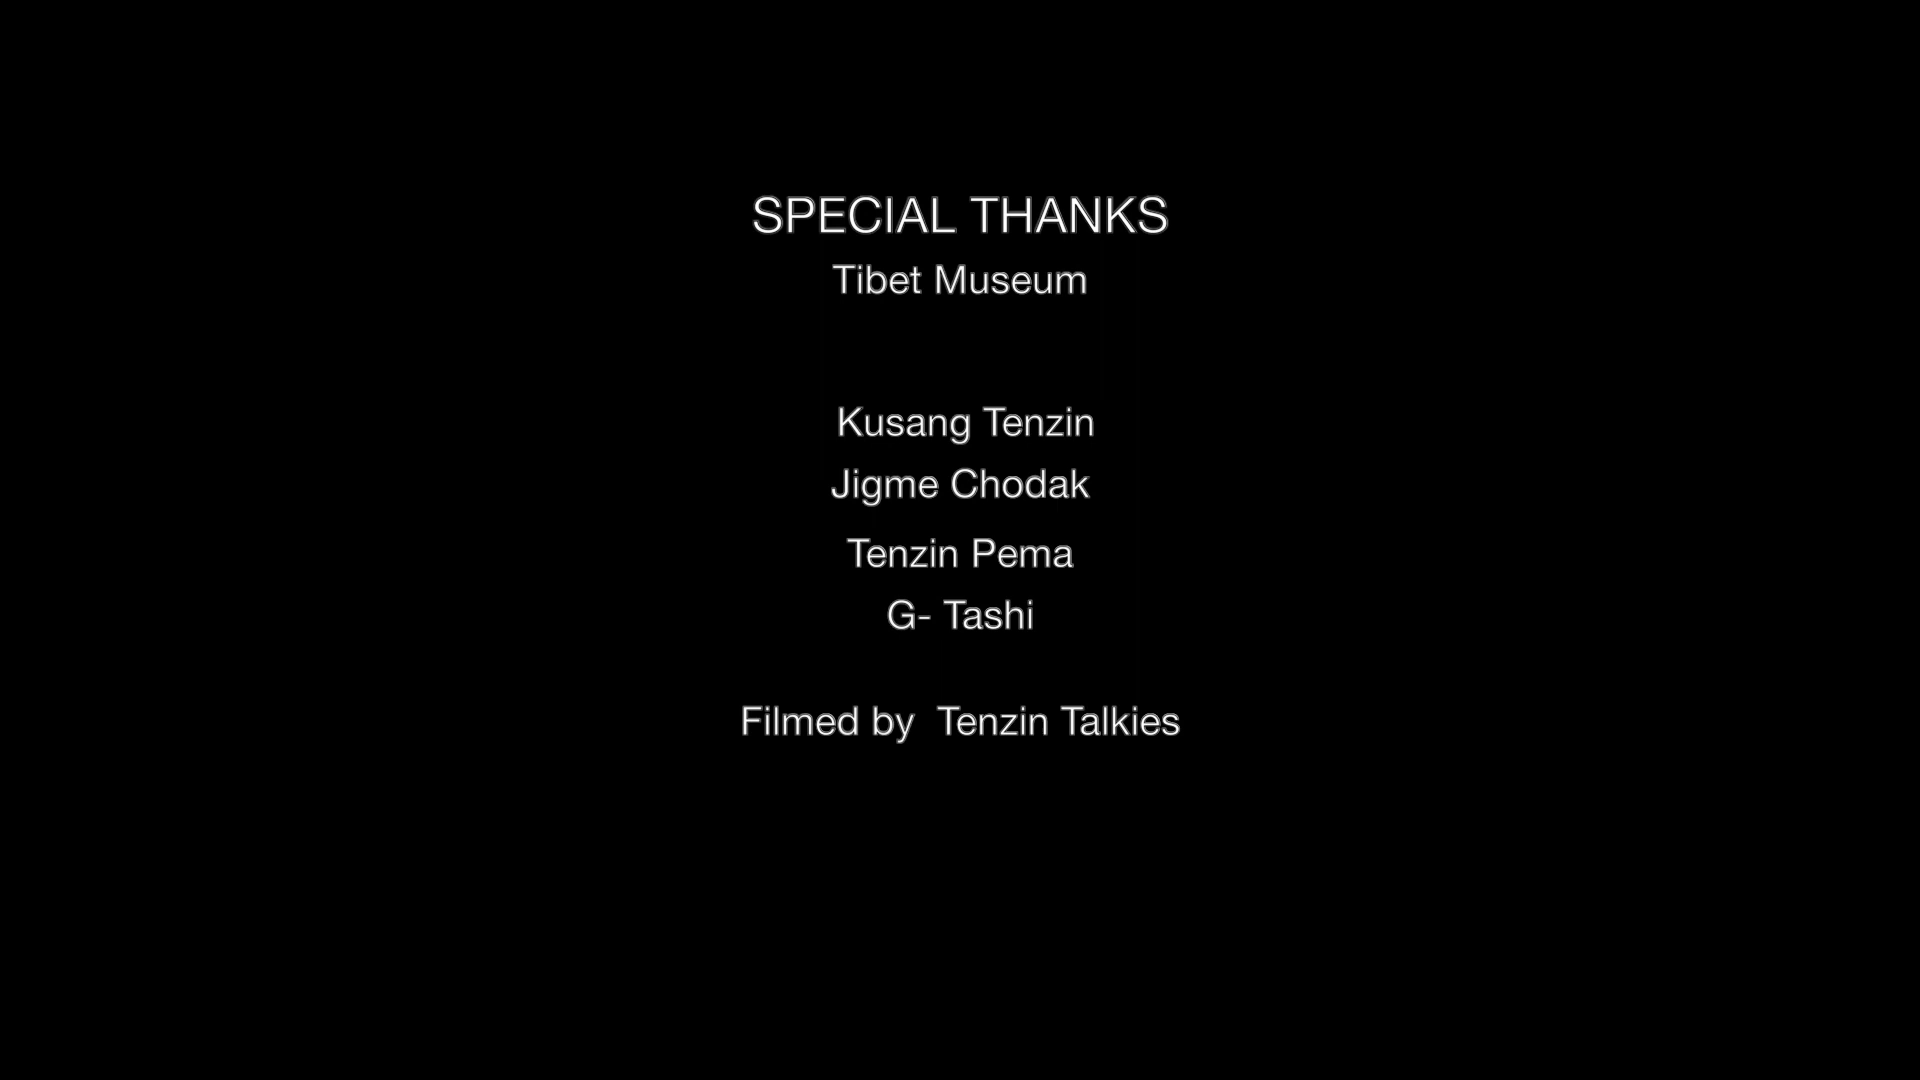 SPECIAL THANKS
Tibet Museum
Kusang Tenzin
Jigme Chodak
Tenzin Pema
G- Tashi
Filmed by  Tenzin Talkies